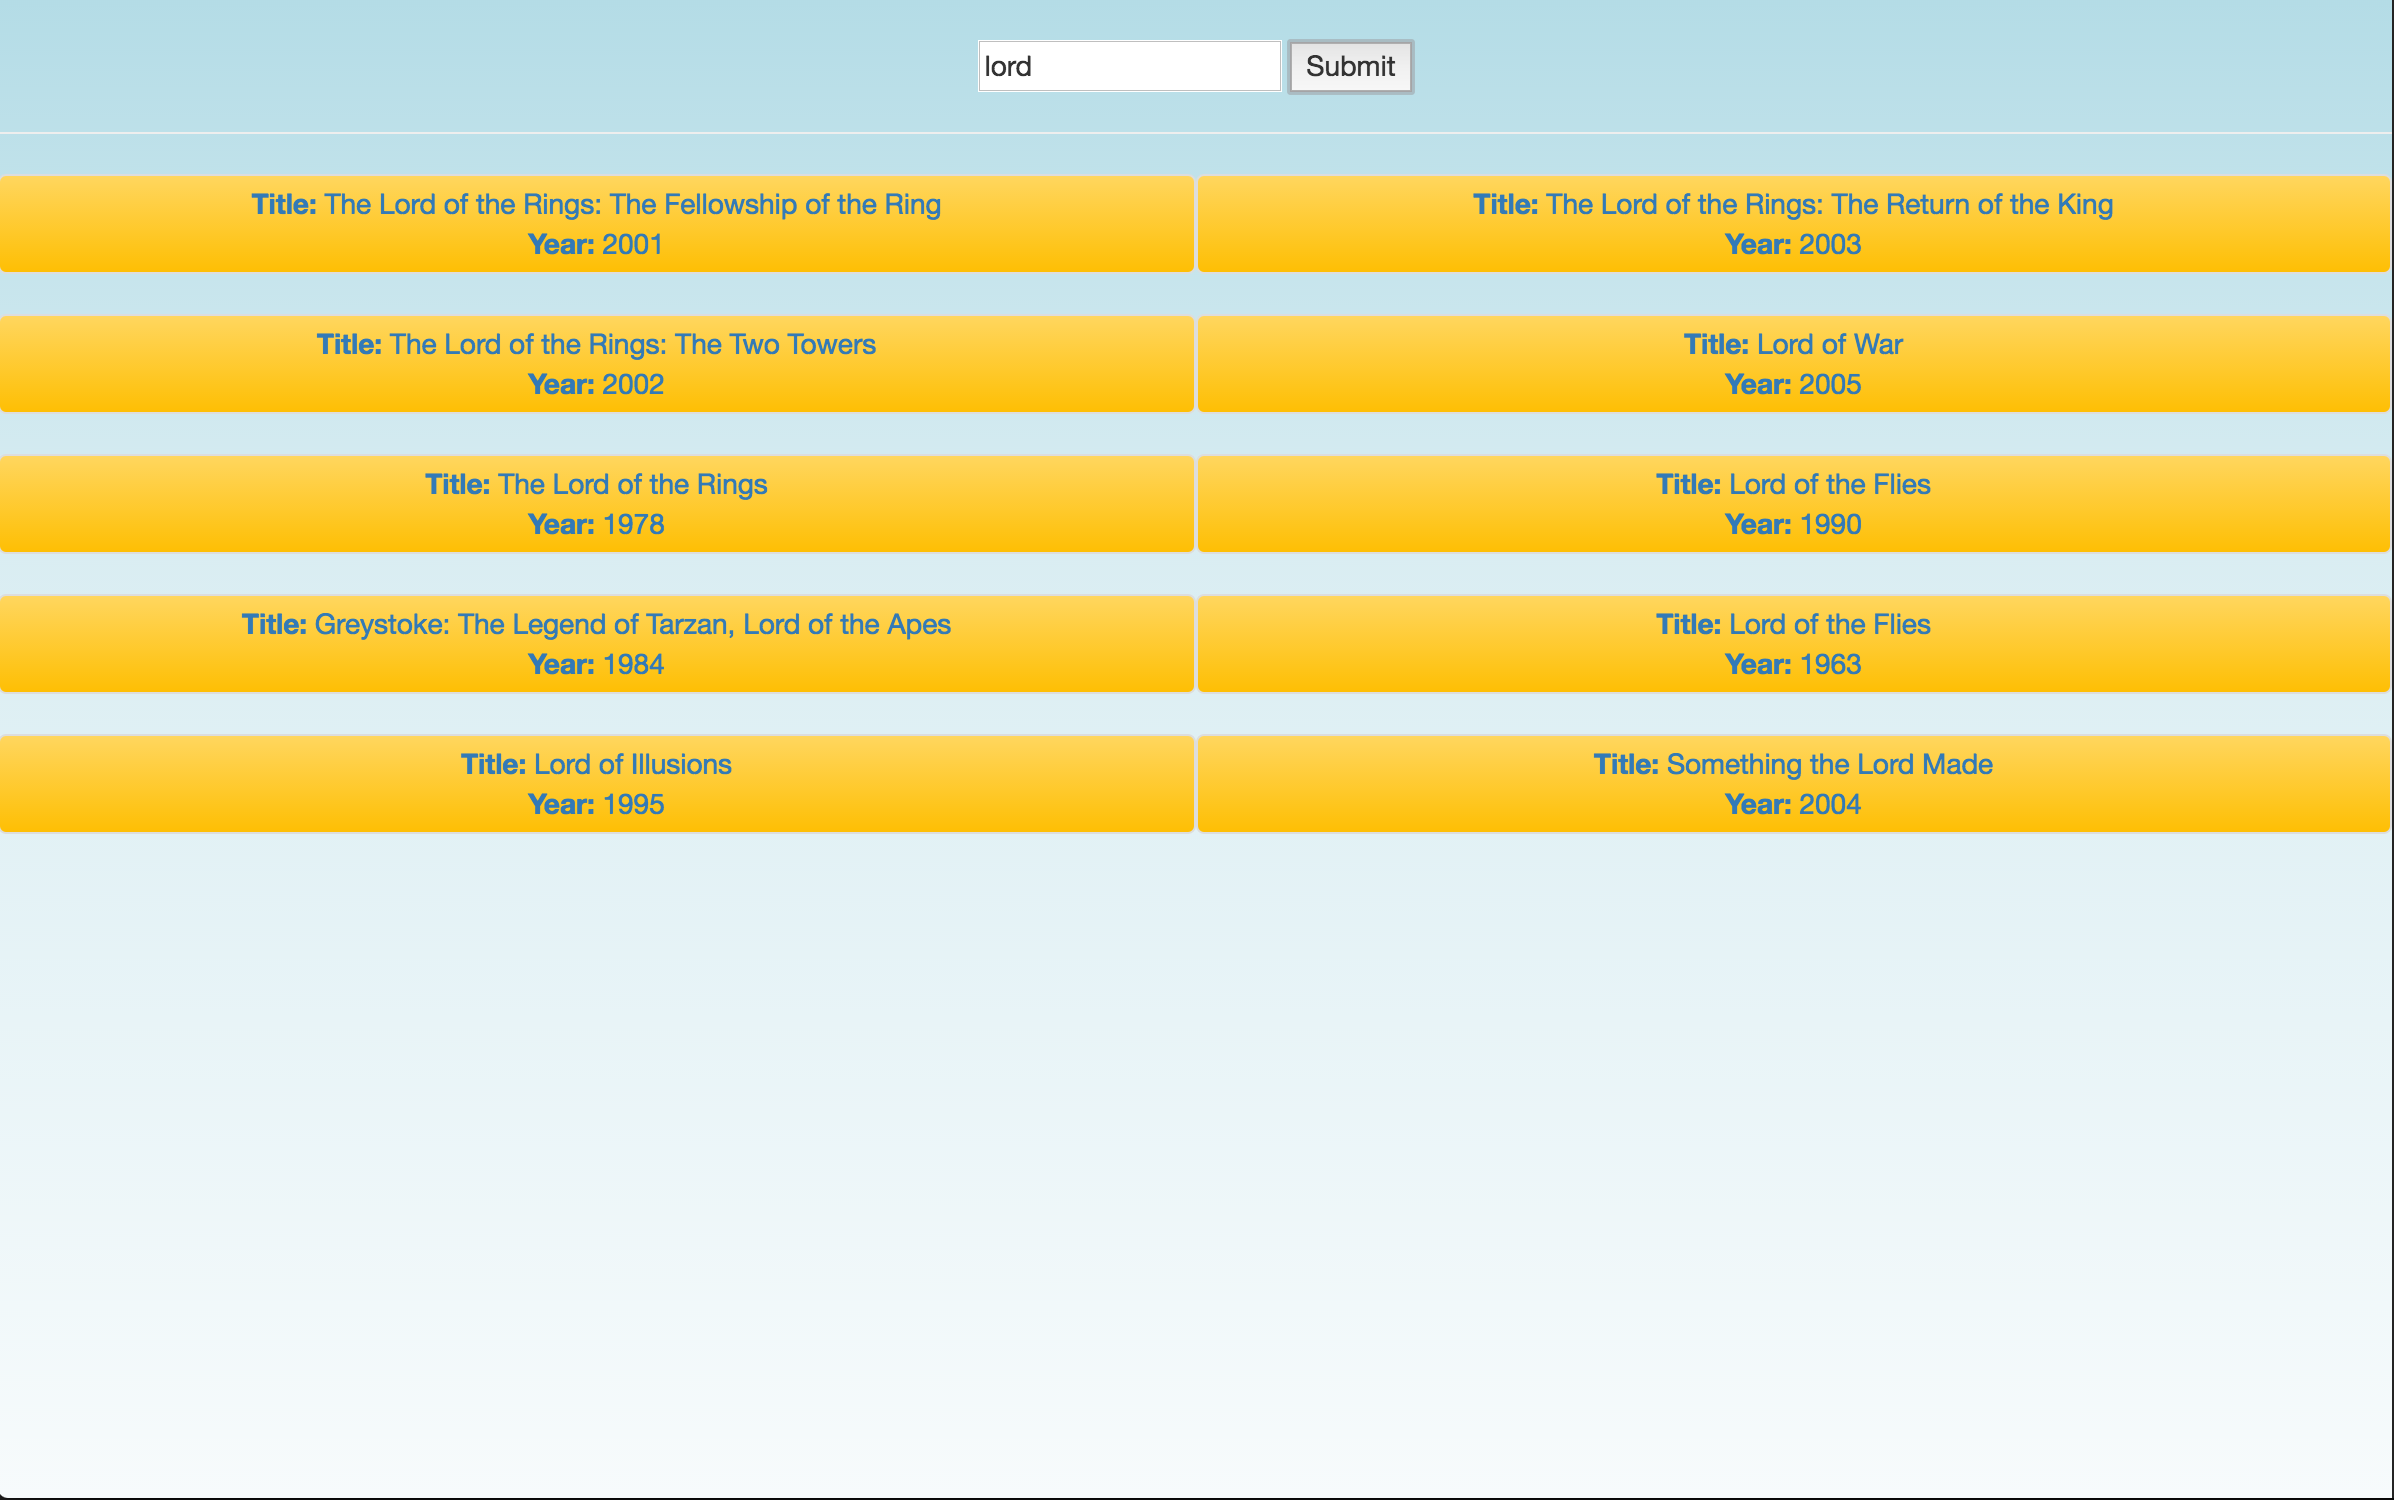 lord
Submit
Title: The Lord of the Rings: The Fellowship of the Ring
Year: 2001
Title: The Lord of the Rings: The Return of the King
Year: 2003
Title: The Lord of the Rings: The Two Towers
Year: 2002
Title: Lord of War
Year: 2005
Title: The Lord of the Rings
Year: 1978
Title: Lord of the Flies
Year: 1990
Title: Greystoke: The Legend of Tarzan, Lord of the Apes
Year: 1984
Title: Lord of the Flies
Year: 1963
Title: Lord of Illusions
Year: 1995
Title: Something the Lord Made
Year: 2004